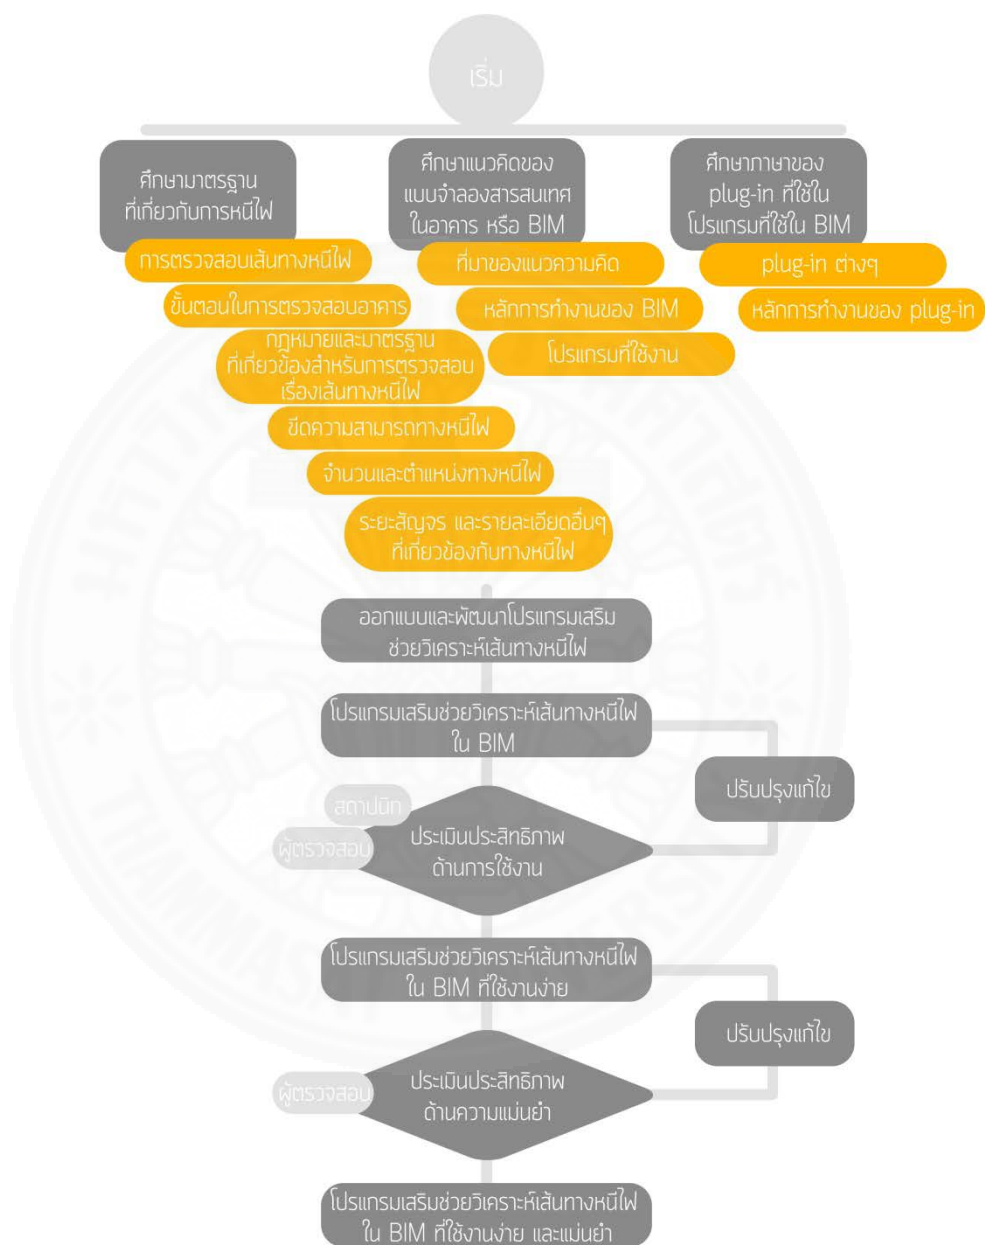 เริ่ม
ศึกษามาตรฐาน
ที่เกี่ยวกับการหนีไฟ
การตรวจสอบเส้นทางหนีไฟ
ขั้นตอนในการตรวจสอบอาคาร
กฎหมายและมาตรฐาน
ที่เกี่ยวข้องสำหรับการตรวจสอบ
เรื่องเส้นทางหนีไฟ
ขีดความสามารถทางหนีไฟ
จำนวนและตำแหน่งทางหนีไฟ
ระยะสัญจร และรายละเอียดอื่นๆ
ที่เกี่ยวข้องกับทางหนีไฟ
ศึกษาแนวคิดของ
แบบจำลองสารสนเทศ
ในอาคาร หรือ BIM
ที่มาของแนวความคิด
หลักการทำงานของ BIM
โปรแกรมที่ใช้งาน
ศึกษาภาษาของ
plug-in ที่ใช้ใน
โปรแกรมที่ใช้ใน BIM
plug-in ต่างๆ
หลักการทำงานของ plug-in
ออกแบบและพัฒนาโปรแกรมเสริม
ช่วยวิเคราะห์เส้นทางหนีไฟ
โปรแกรมเสริมช่วยวิเคราะห์เส้นทางหนีไฟ
ใน BIM
ปรับปรุงแก้ไข
สถาปนิก
ผู้ตรวจสอบ
ประเมินประสิทธิภาพ
ด้านการใช้งาน
โปรแกรมเสริมช่วยวิเคราะห์เส้นทางหนีไฟ
ใน BIM ที่ใช้งานง่าย
ปรับปรุงแก้ไข
ผู้ตรวจสอบ
ประเมินประสิทธิภาพ
ด้านความแม่นยำ
โปรแกรมเสริมช่วยวิเคราะห์เส้นทางหนีไฟ
ใน BIM ที่ใช้งานง่าย และแม่นยำ